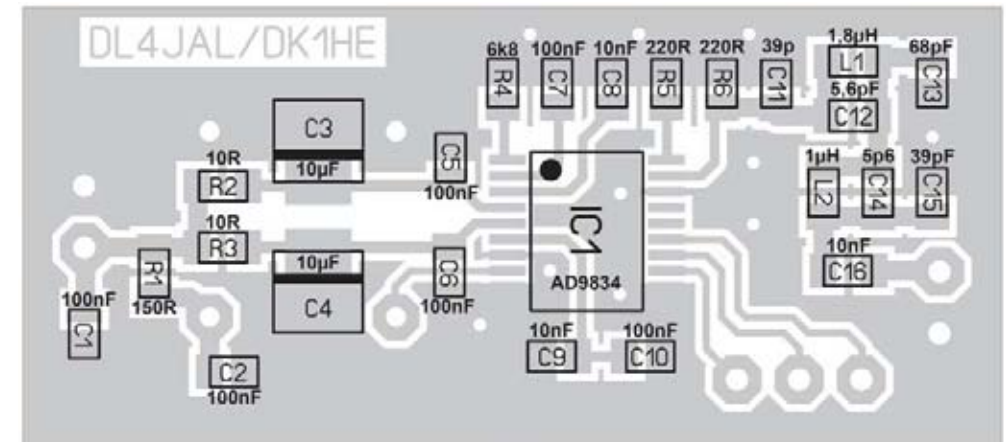 DL4JAL/DK1HE
6k8 100nF 10nF 220R 220R 39p 1,8µH 68pF
R4 C7 C8 R5 R6 C11 L1 C13
5,6pF
C12
C3
10µF
C5
100nF
10R
R2
10R
R3
1µH 5p6 39pF
L2 C14 C15
IC1
AD9834
10µF
C4
C6
100nF
10nF
C16
R1
150R
100nF
C1
10nF 100nF
C9 C10
C2
100nF